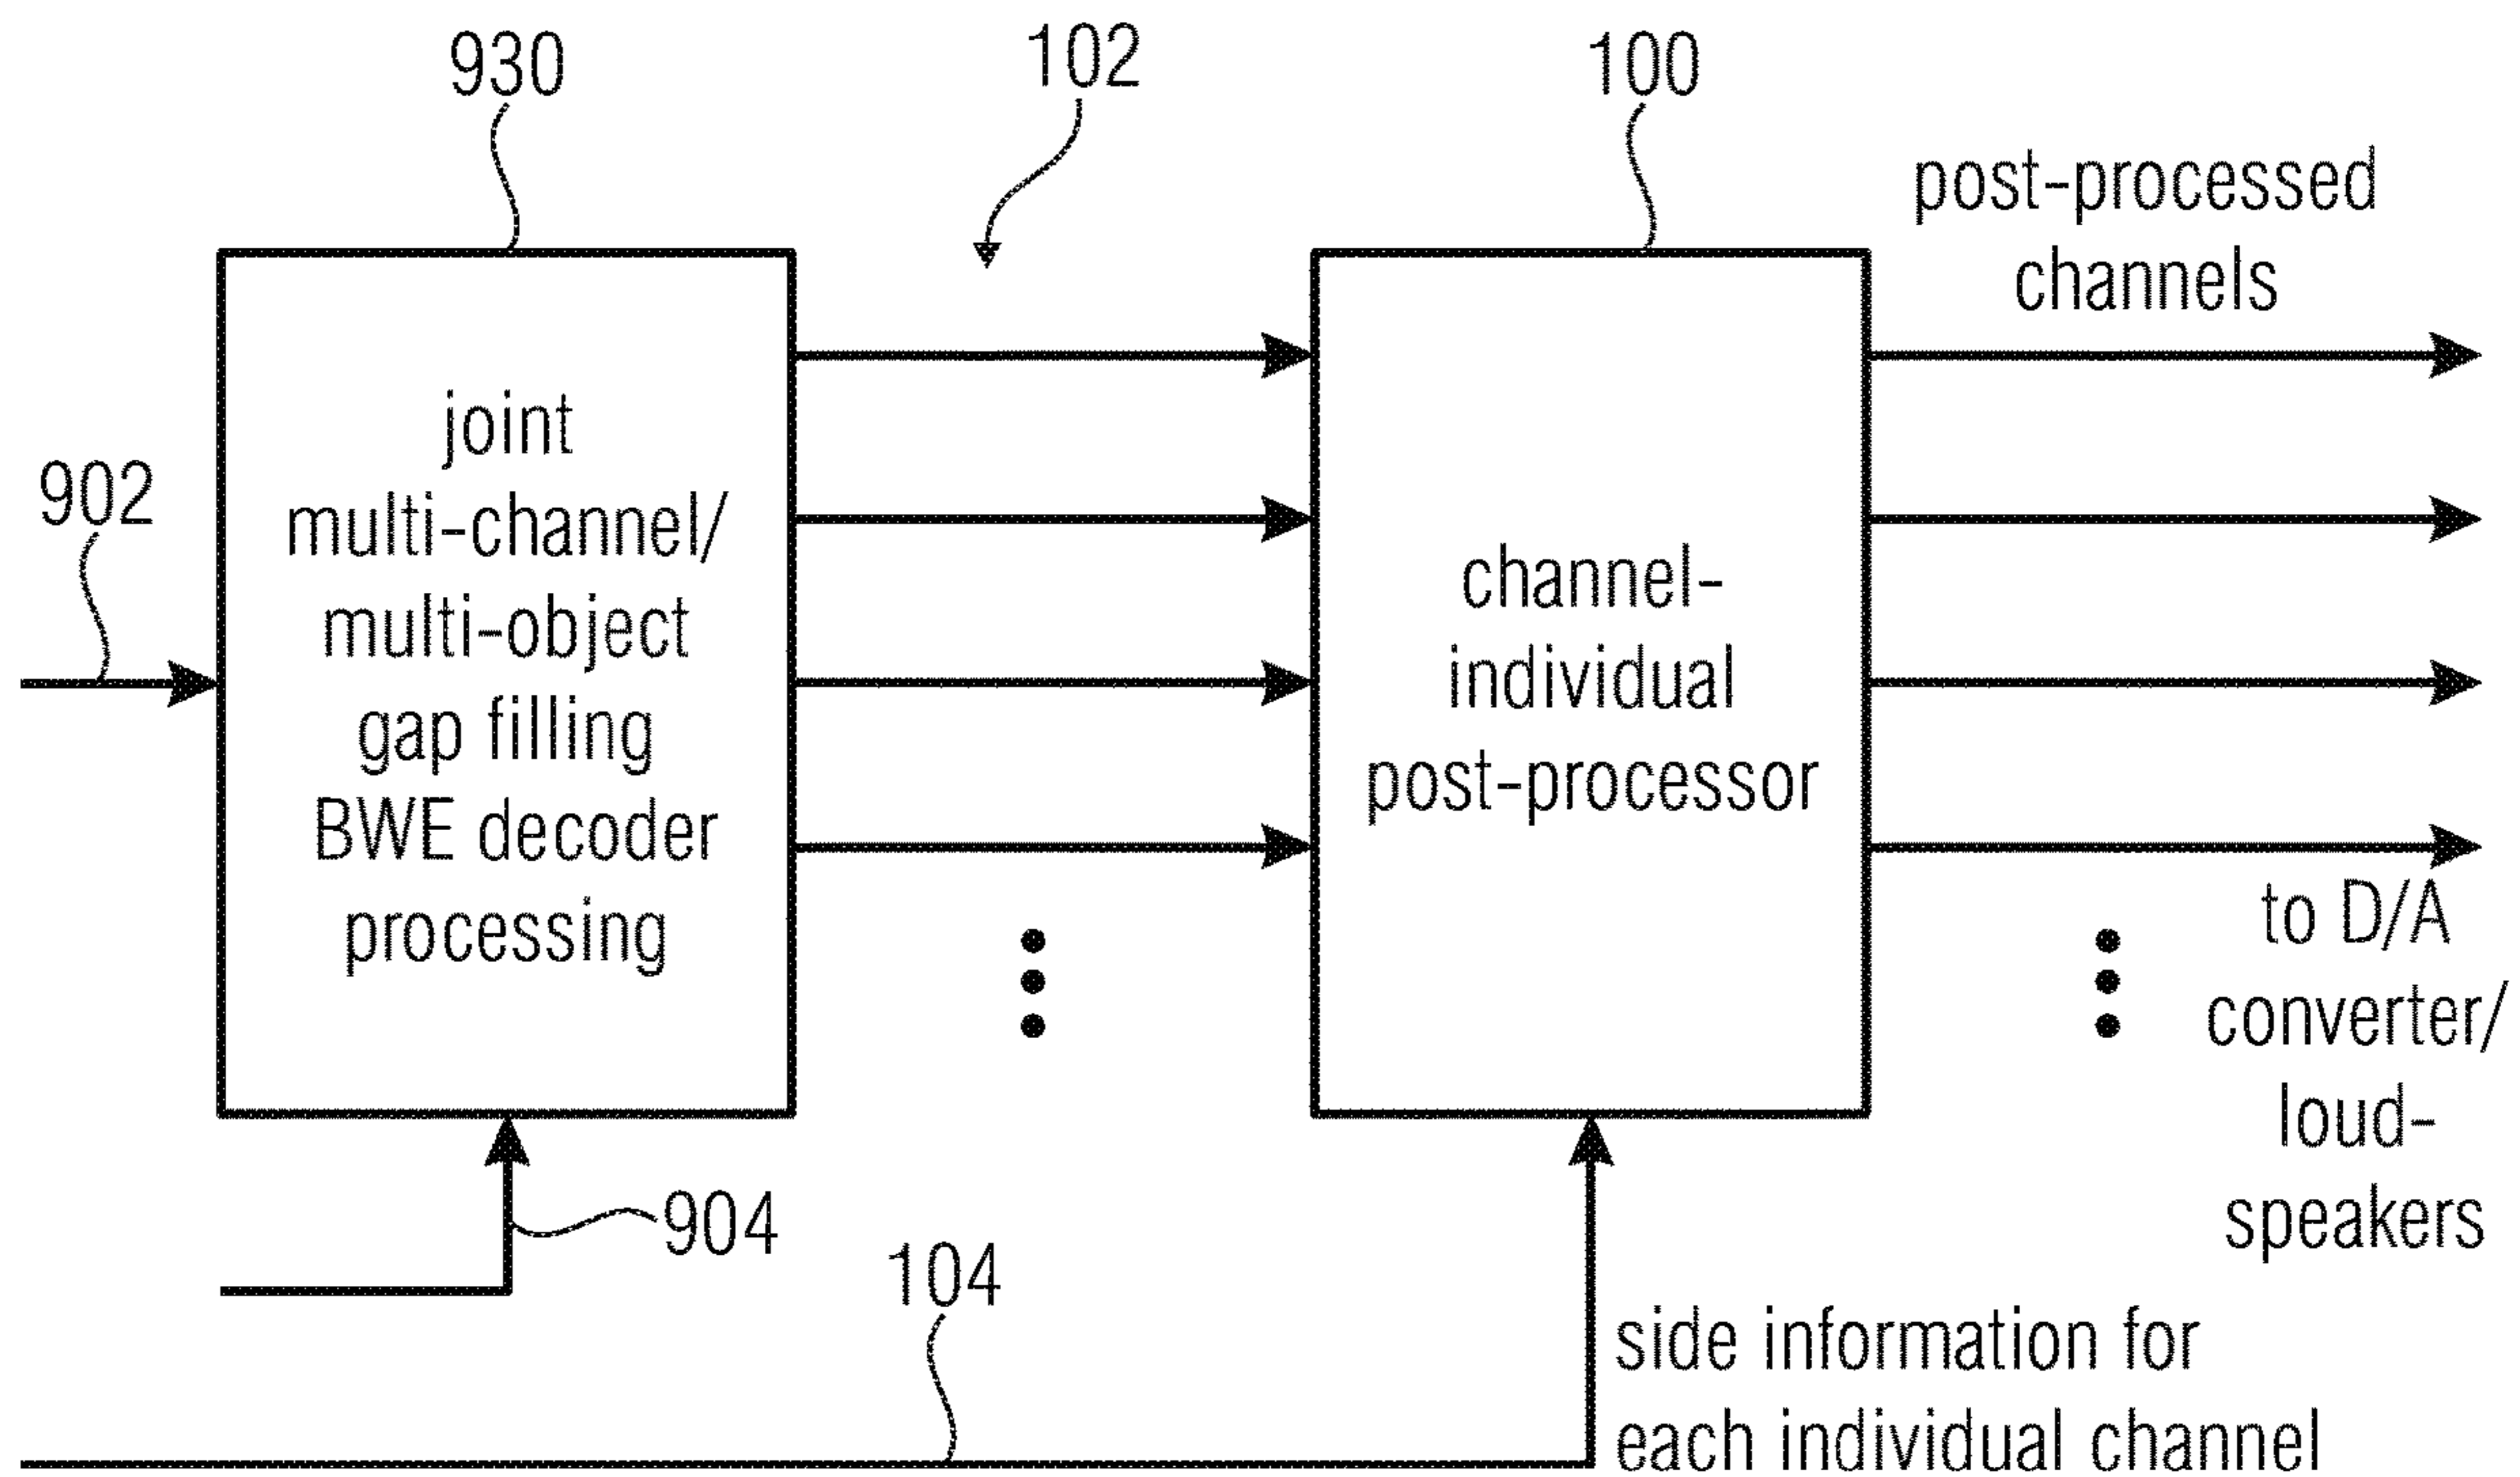 930
102
100
post-processed
channels
902
joint
multi-channel/
multi-object
gap filling
BWE decoder
processing
channel-
individual
post-processor
to D/A
converter/
loud-
speakers
904
104
side information for
each individual channel